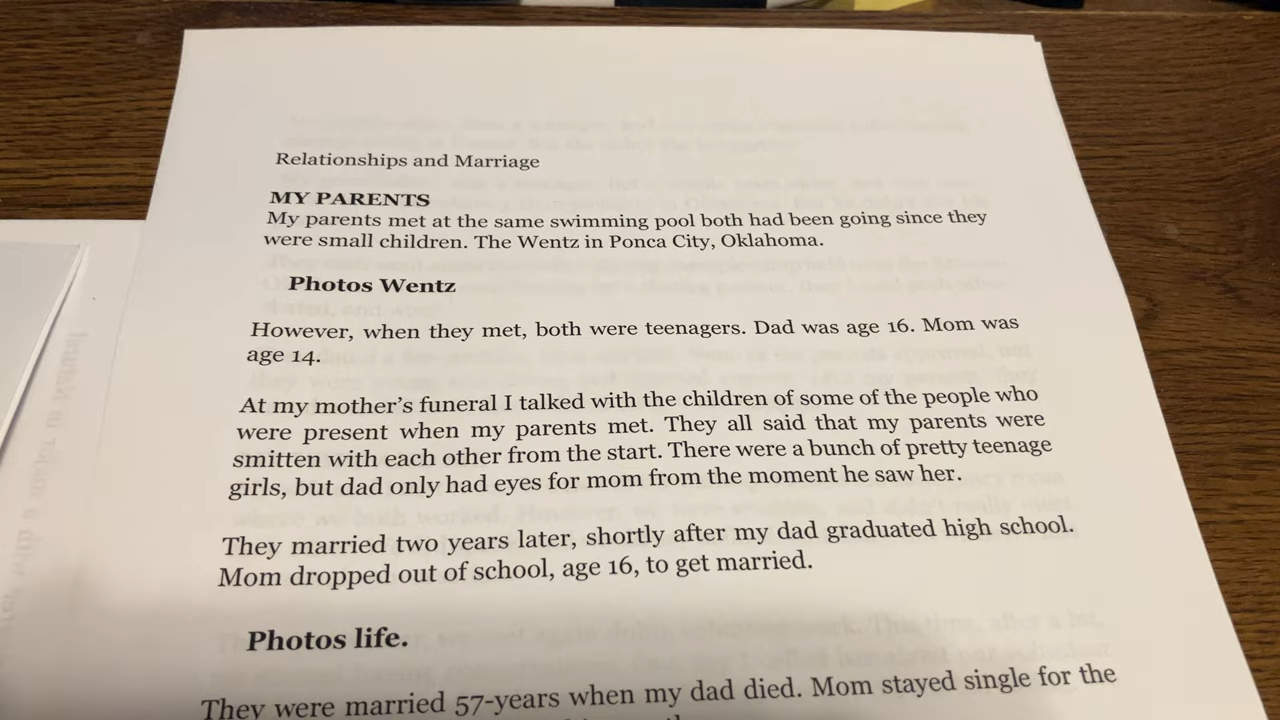 Relationships and Marriage
MY PARENTS
My parents met at the same swimming pool both had been going since they
were small children. The Wentz in Ponca City, Oklahoma.
Photos Wentz
However, when they met, both were teenagers. Dad was age 16. Mom was
age 14.
At my mother's funeral I talked with the children of some of the people who
were present when my parents met. They all said that my parents were
smitten with each other from the start. There were a bunch of pretty teenage
girls, but dad only had eyes for mom from the moment he saw her.
They married two years later, shortly after my dad graduated high school.
Mom dropped out of school, age 16, to get married.
Photos life.
They were married 57-years when my dad died. Mom stayed single for the